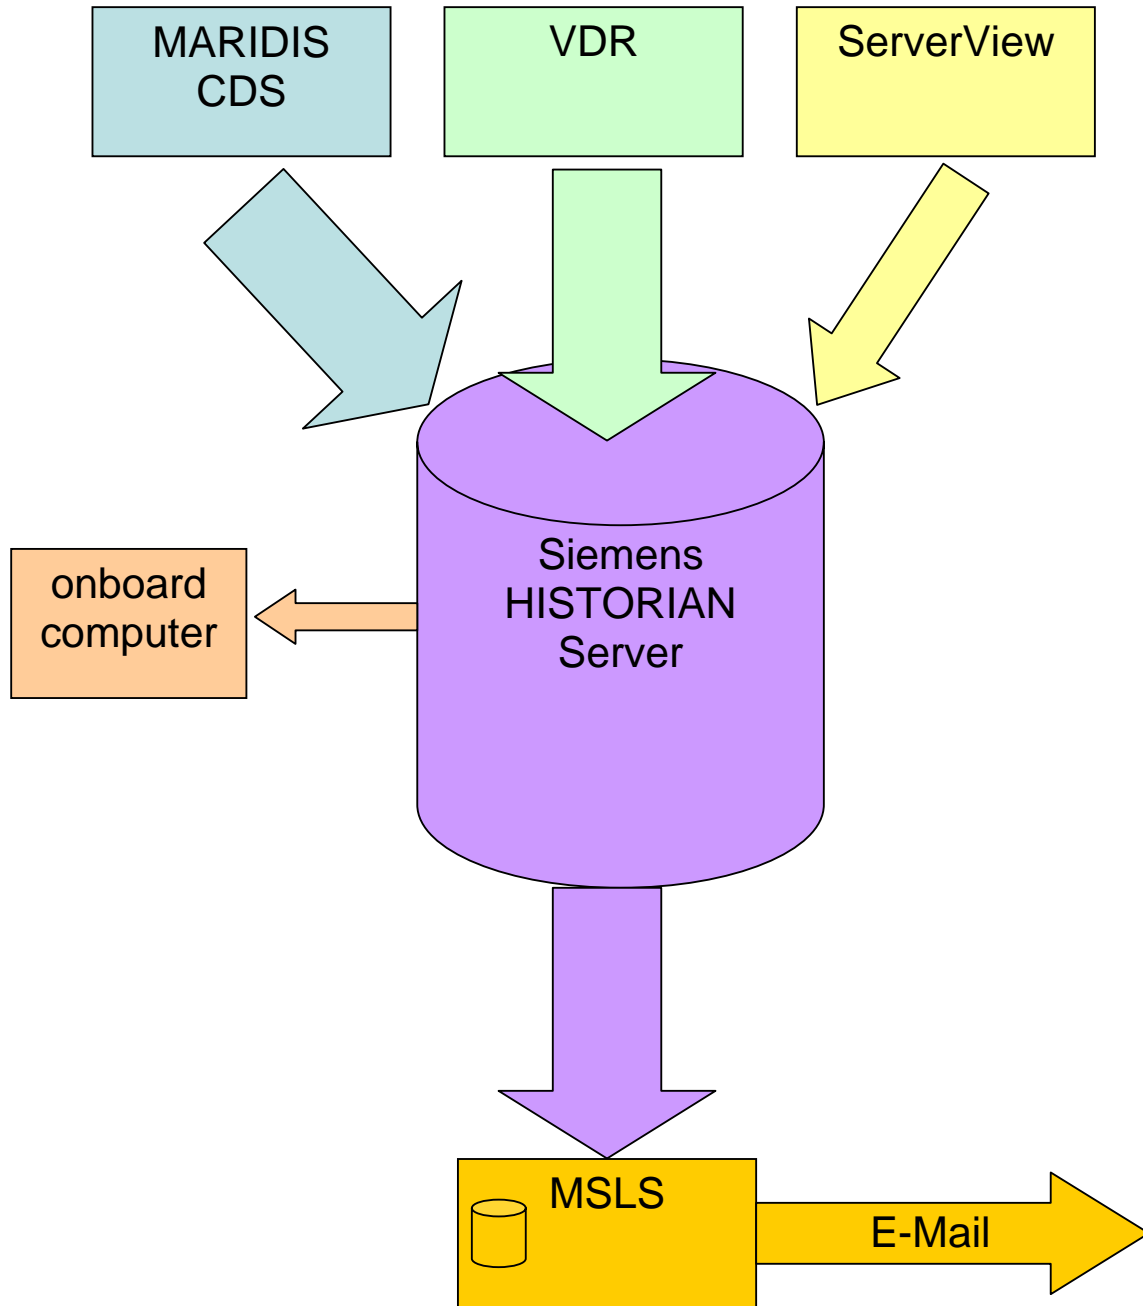 MARIDIS
CDS
VDR
ServerView
Siemens
HISTORIAN
Server
onboard
computer
MSLS
E-Mail